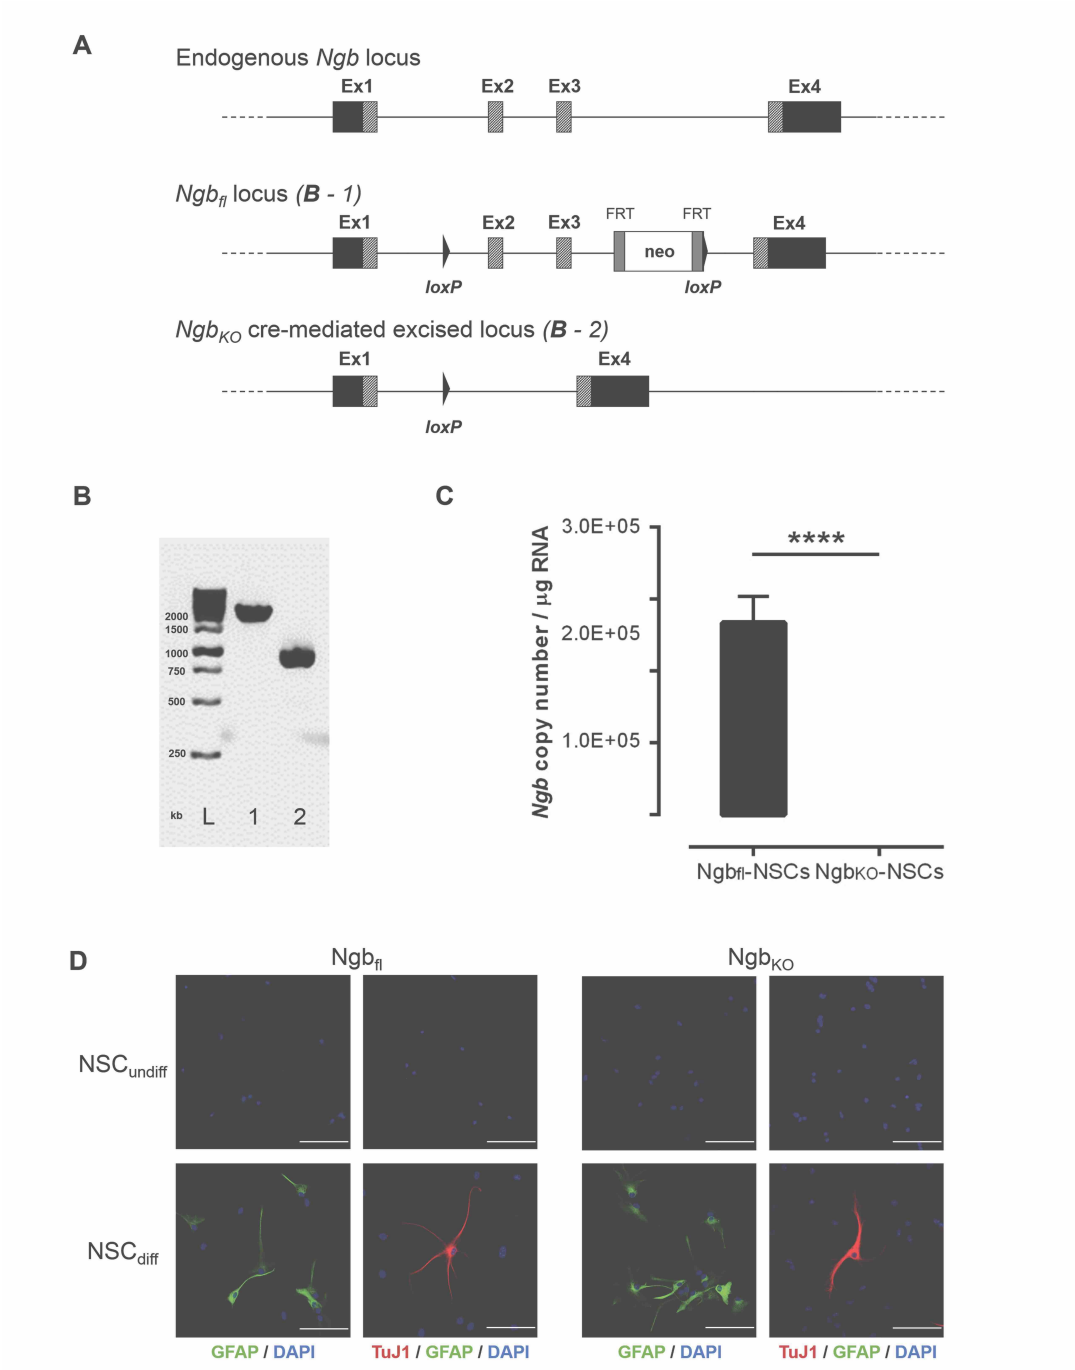 A
Endogenous Ngb locus
Ex1 Ex2 Ex3 Ex4
Ngbfl locus (B - 1)
Ex1 Ex2 Ex3 FRT FRT Ex4
neo
loxP loxP
NgbKO cre-mediated excised locus (B - 2)
Ex1 Ex4
loxP
B
2000
1500
1000
750
500
250
kb L 1 2
C
Ngb copy number / µg RNA
3.0E+05
2.0E+05
1.0E+05
****
Ngbfl-NSCs NgbKO-NSCs
D
Ngbfl NgbKO
NSCundiff
NSCdiff
GFAP / DAPI TuJ1 / GFAP / DAPI GFAP / DAPI TuJ1 / GFAP / DAPI